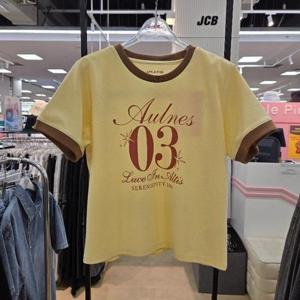 JCB
Aulnes
03
Luce In Altis
SERENDIPITY